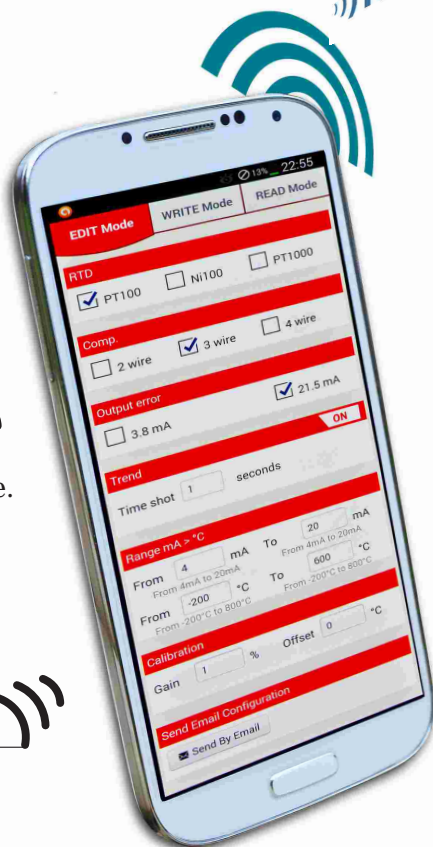 13% 22:55
EDIT Mode WRITE Mode READ Mode
RTD
PT100 Ni100 PT1000
Comp.
2 wire 3 wire 4 wire
Output error
3.8 mA 21.5 mA
Trend ON
Time shot 1 seconds
Range mA > °C
From 4 mA To 20 mA
From 4mA to 20mA From 4mA to 20mA
From -200 °C To 600 °C
From -200°C to 800°C From -200°C to 800°C
Calibration
Gain 1 % Offset 0 °C
Send Email Configuration
Send By Email
e.